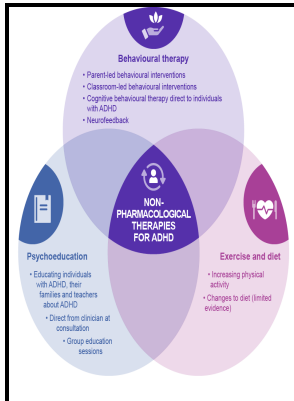 Behavioural therapy
• Parent-led behavioural interventions
• Classroom-led behavioural interventions
• Cognitive behavioural therapy direct to individuals
with ADHD
• Neurofeedback
NON-
PHARMACOLOGICAL
THERAPIES
FOR ADHD
Psychoeducation
• Educating individuals
with ADHD, their
families and teachers
about ADHD
• Direct from clinician at
consultation
• Group education
sessions
Exercise and diet
• Increasing physical
activity
• Changes to diet (limited
evidence)